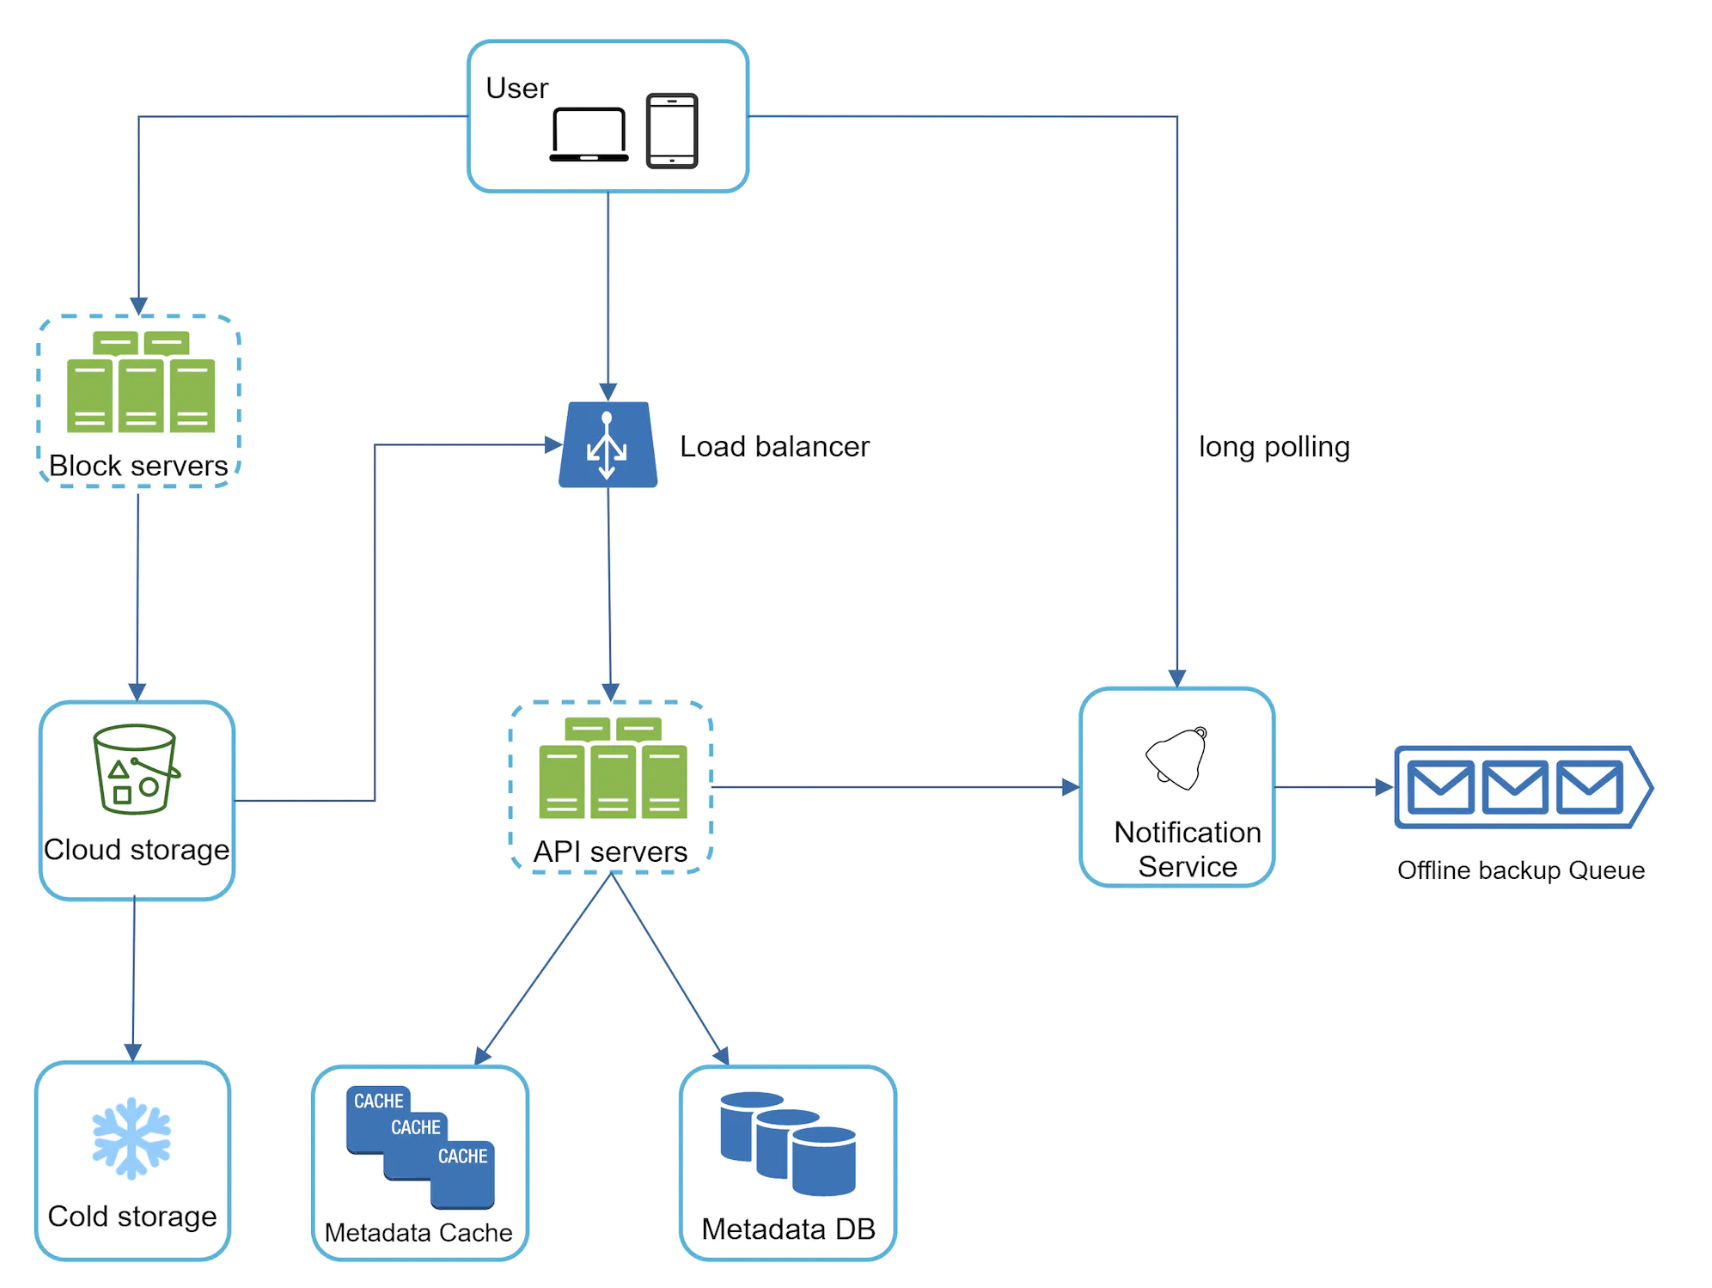 User
Block servers
Load balancer
long polling
Cloud storage
API servers
Notification
Service
Offline backup Queue
Cold storage
CACHE
CACHE
CACHE
Metadata Cache
Metadata DB